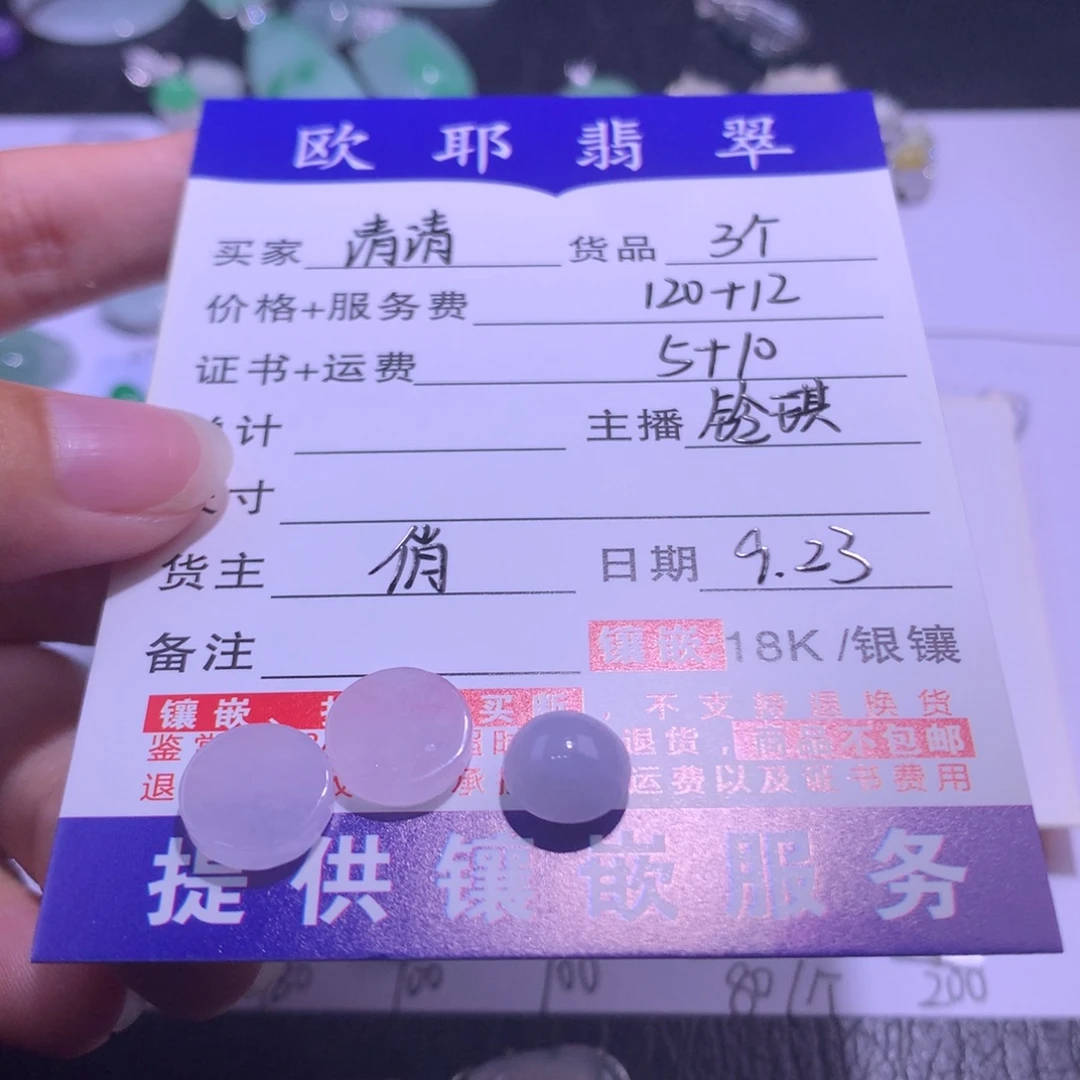 欧耶翡翠
买家 清清 货品 3个
价格+服务费 120+12
证书+运费 5+10
计 主播 铃琪
寸
货主 俏 日期 9.23
备注 镶嵌 18K /银镶
镶嵌、 买断，不支持退换货
鉴 退货，商品不包邮
退 承 运费以及证书费用
提供镶嵌服务
100 80/个 200